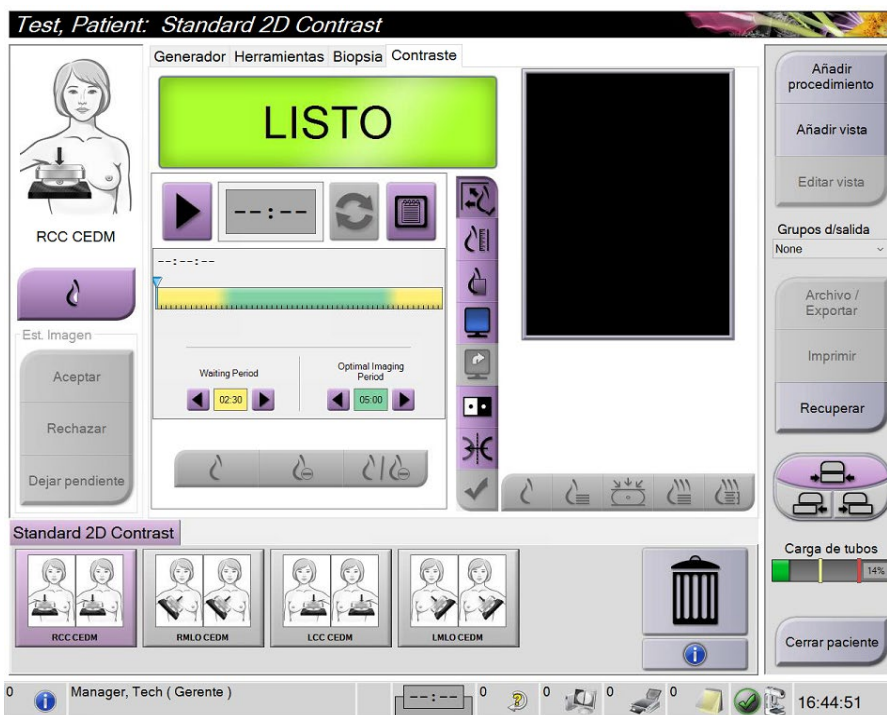 Test, Patient: Standard 2D Contrast
Generador Herramientas Biopsia Contraste
LISTO
--:--
--:--:--
Waiting Period
02:30
Optimal Imaging
Period
05:00
RCC CEDM
Est. Imagen
Aceptar
Rechazar
Dejar pendiente
Añadir
procedimiento
Añadir vista
Editar vista
Grupos d/salida
None
Archivo /
Exportar
Imprimir
Recuperar
Carga de tubos
14%
Cerrar paciente
Standard 2D Contrast
RCC CEDM
RMLO CEDM
LCC CEDM
LMLO CEDM
0
Manager, Tech ( Gerente )
--:--
0
0
0
0
16:44:51